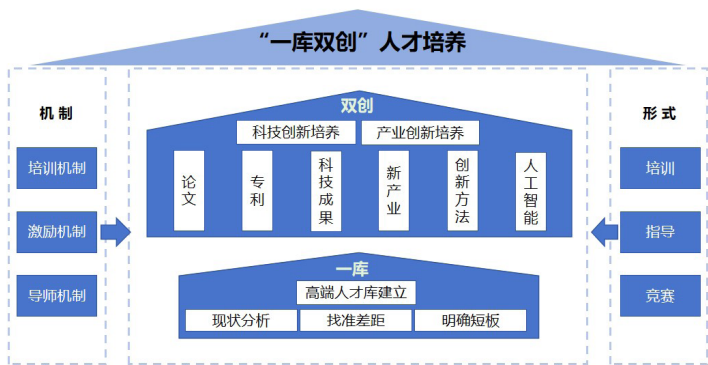 “一库双创”人才培养
机 制
培训机制
激励机制
导师机制
双创
科技创新培养
产业创新培养
论文
专利
科技成果
新产业
创新方法
人工智能
一库
高端人才库建立
现状分析
找准差距
明确短板
形 式
培训
指导
竞赛